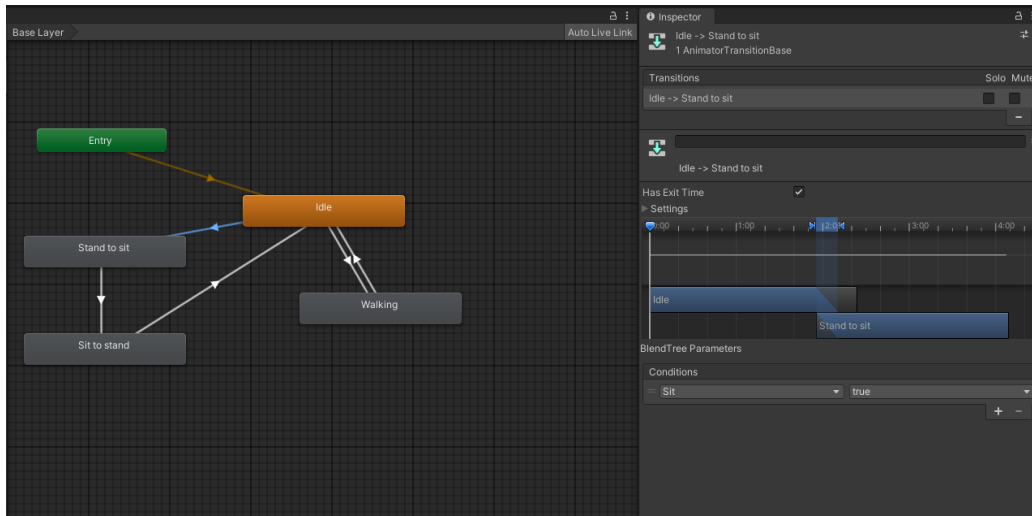 Base Layer
Auto Live Link
Entry
Idle
Stand to sit
Walking
Sit to stand
Inspector
Idle -> Stand to sit
1 AnimatorTransitionBase
Transitions
Solo Mute
Idle -> Stand to sit
Idle -> Stand to sit
Has Exit Time
Settings
0:00 1:00 2:00 3:00 4:00
Idle
Stand to sit
BlendTree Parameters
Conditions
Sit true